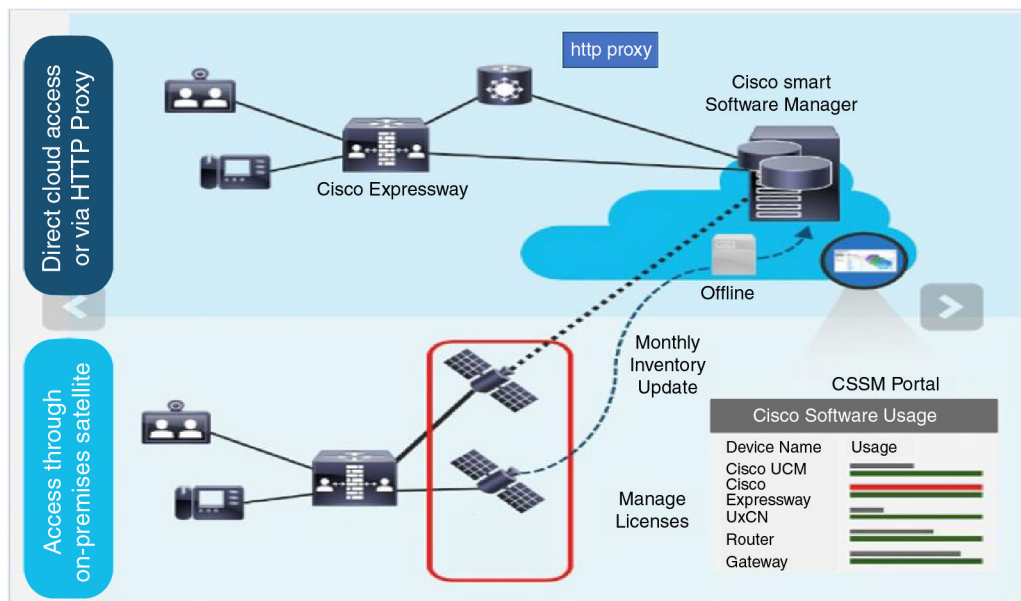 Direct cloud access
or via HTTP Proxy
http proxy
Cisco smart
Software Manager
Cisco Expressway
Offline
Access through
on-premises satellite
Monthly
Inventory
Update
Manage
Licenses
CSSM Portal
Cisco Software Usage
Device Name Usage
Cisco UCM
Cisco
Expressway
UxCN
Router
Gateway